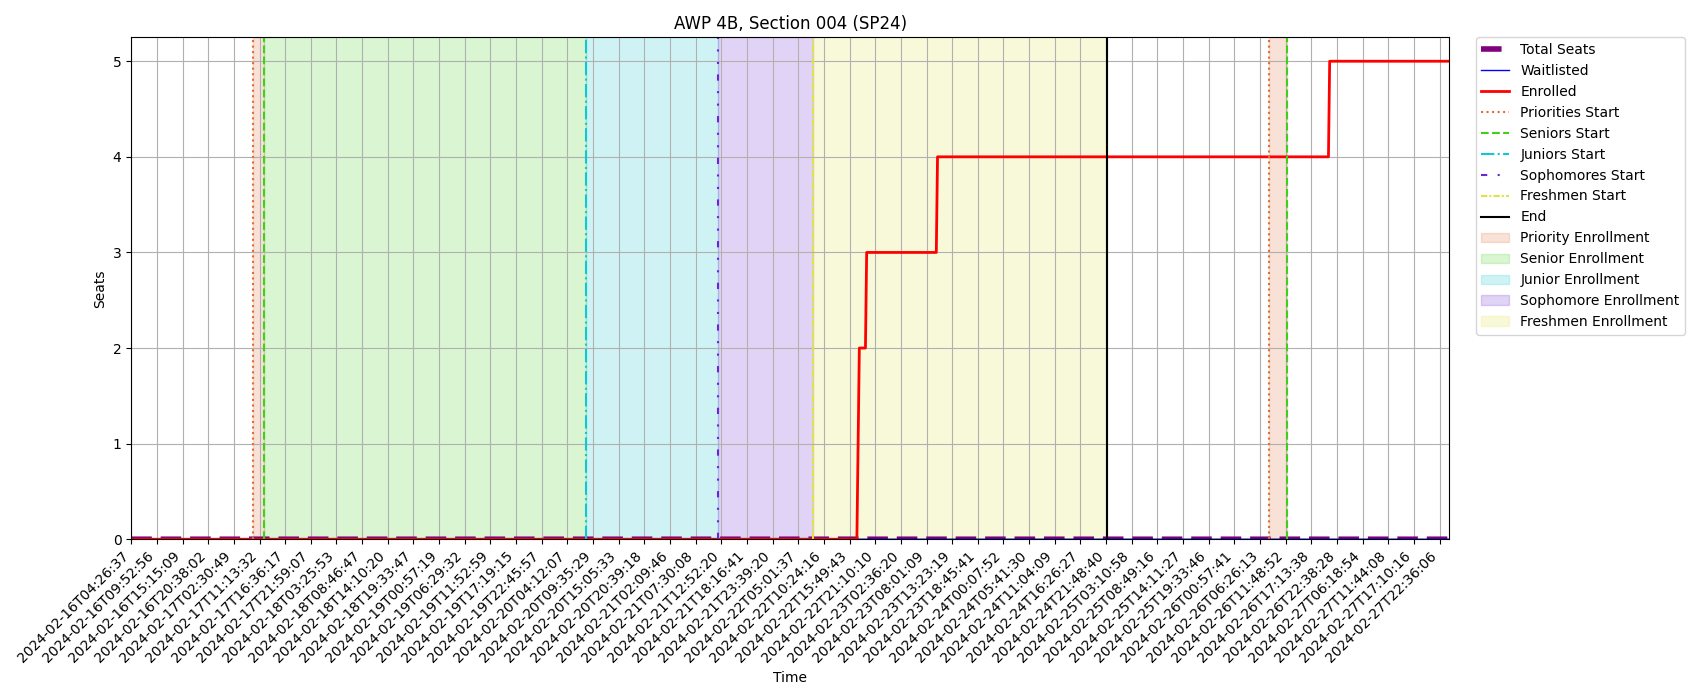 AWP 4B, Section 004 (SP24)
Seats
5
4
3
2
1
0
2024-02-16T04:26:37
2024-02-16T09:52:56
2024-02-16T15:15:09
2024-02-16T20:38:02
2024-02-17T02:30:49
2024-02-17T11:13:32
2024-02-17T16:36:17
2024-02-17T21:59:07
2024-02-18T03:25:53
2024-02-18T08:46:47
2024-02-18T14:10:20
2024-02-18T19:33:47
2024-02-19T00:57:19
2024-02-19T06:29:32
2024-02-19T11:52:59
2024-02-19T17:19:15
2024-02-19T22:45:57
2024-02-20T04:12:07
2024-02-20T09:35:29
2024-02-20T15:05:33
2024-02-20T20:39:18
2024-02-21T02:09:46
2024-02-21T07:30:08
2024-02-21T12:52:20
2024-02-21T18:16:41
2024-02-21T23:39:20
2024-02-22T05:01:37
2024-02-22T10:24:16
2024-02-22T15:49:43
2024-02-22T21:10:10
2024-02-23T02:36:20
2024-02-23T08:01:09
2024-02-23T13:23:19
2024-02-23T18:45:41
2024-02-24T00:07:52
2024-02-24T05:41:30
2024-02-24T11:04:09
2024-02-24T16:26:27
2024-02-24T21:48:40
2024-02-25T03:10:58
2024-02-25T08:49:16
2024-02-25T14:11:27
2024-02-25T19:33:46
2024-02-26T00:57:41
2024-02-26T06:26:13
2024-02-26T11:48:52
2024-02-26T17:13:38
2024-02-26T22:38:28
2024-02-27T06:18:54
2024-02-27T11:44:08
2024-02-27T17:10:16
2024-02-27T22:36:06
Time
Total Seats
Waitlisted
Enrolled
Priorities Start
Seniors Start
Juniors Start
Sophomores Start
Freshmen Start
End
Priority Enrollment
Senior Enrollment
Junior Enrollment
Sophomore Enrollment
Freshmen Enrollment